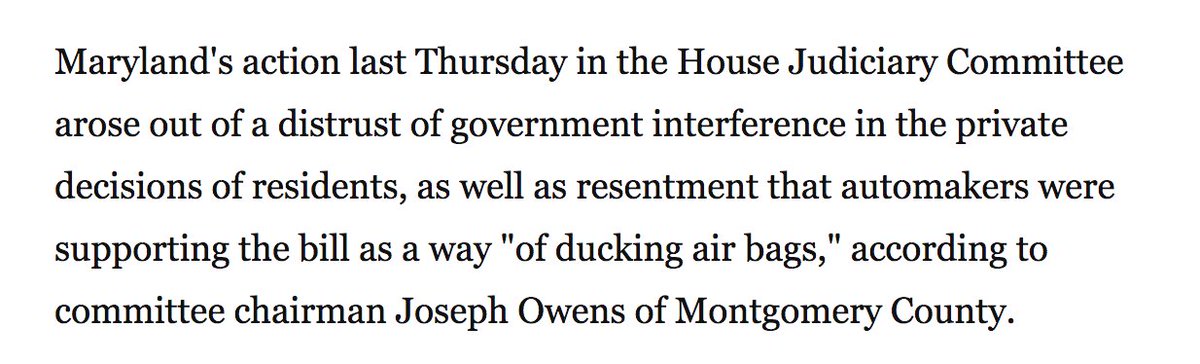 Maryland's action last Thursday in the House Judiciary Committee
arose out of a distrust of government interference in the private
decisions of residents, as well as resentment that automakers were
supporting the bill as a way "of ducking air bags," according to
committee chairman Joseph Owens of Montgomery County.